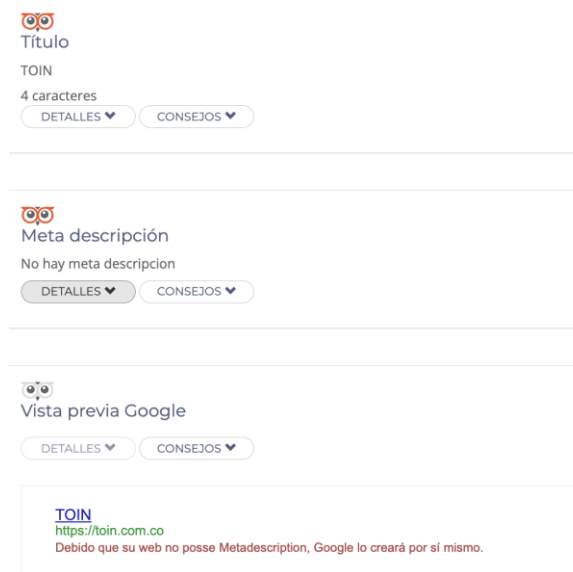 Título
TOIN
4 caracteres
DETALLES CONSEJOS
Meta descripción
No hay meta descripcion
DETALLES CONSEJOS
Vista previa Google
DETALLES CONSEJOS
TOIN
https://toin.com.co
Debido que su web no posse Metadescription, Google lo creará por sí mismo.